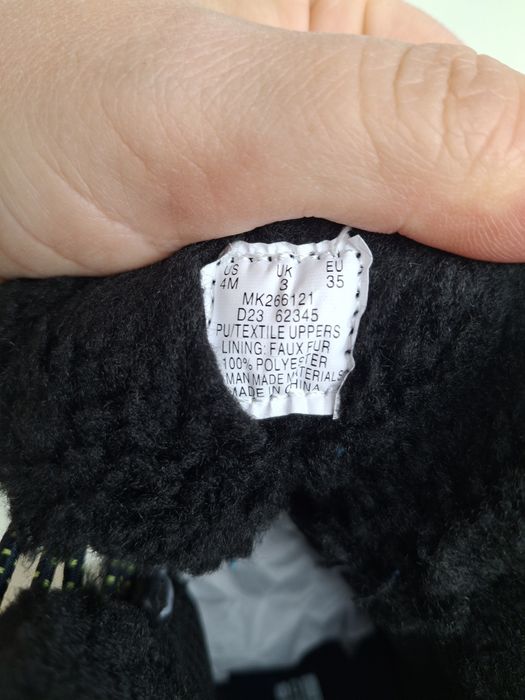 US UK EU
4M 3 35
MK266121
D23 62345
PU/TEXTILE UPPERS
LINING: FAUX FUR
100% POLYESTER
MAN MADE MATERIALS
MADE IN CHINA